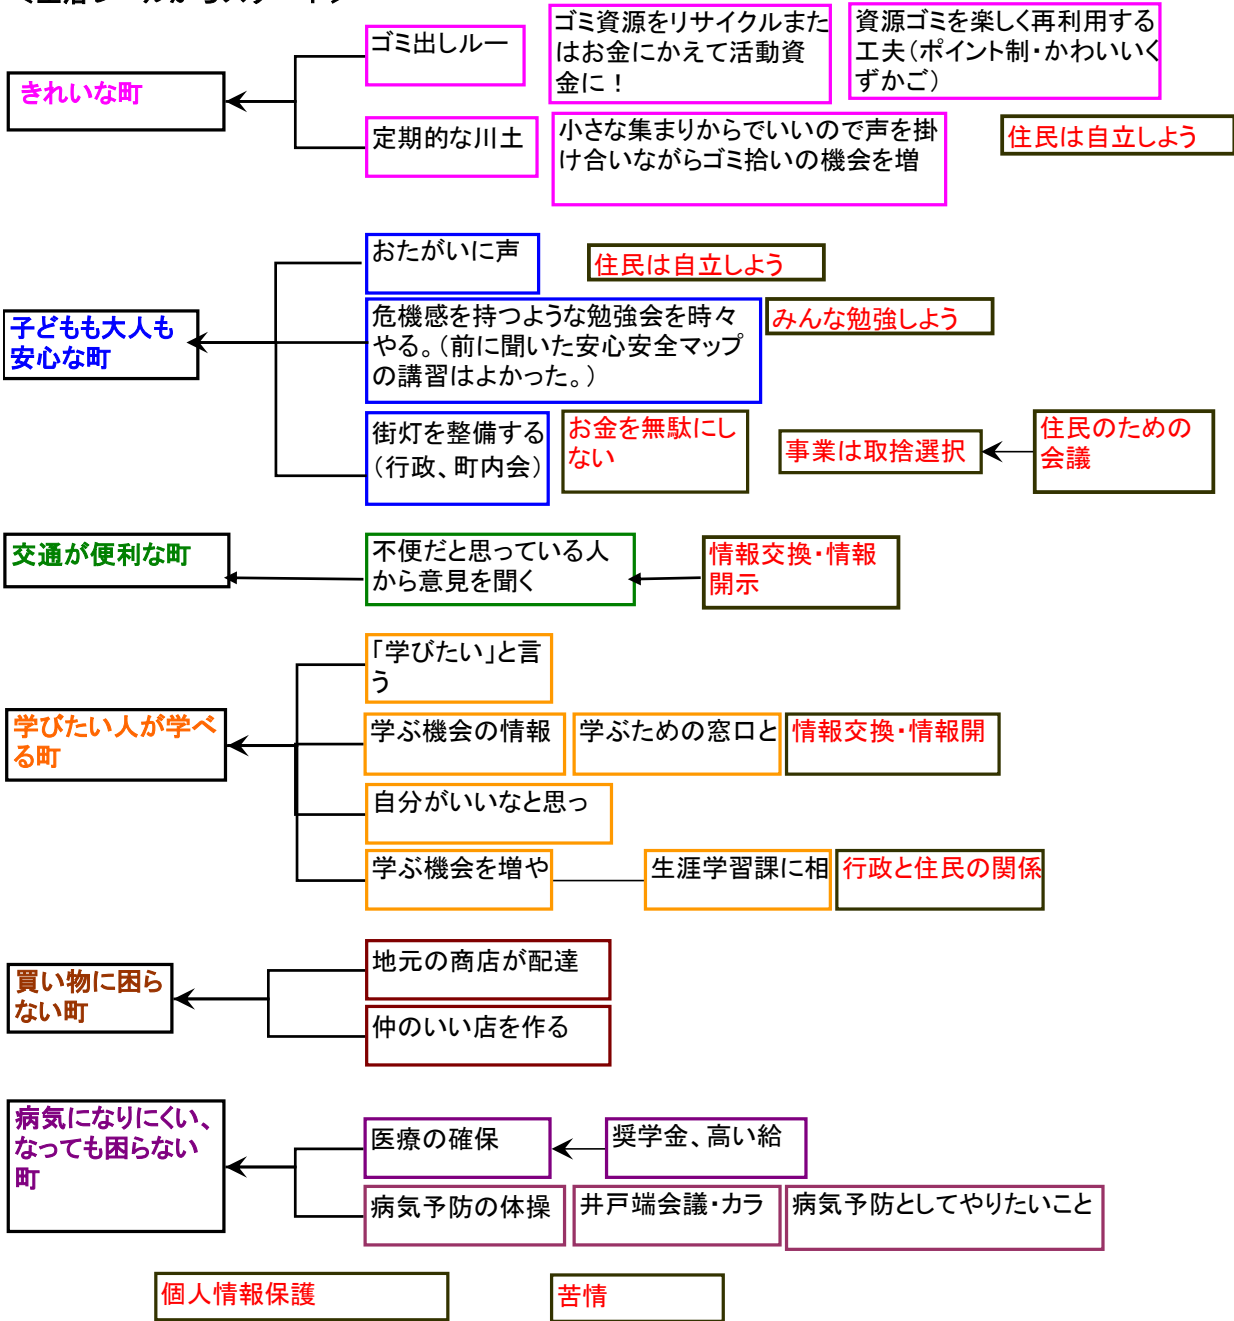 ゴミ出しルー
ゴミ資源をリサイクルまた
はお金にかえて活動資
金に！
資源ゴミを楽しく再利用する
工夫（ポイント制・かわいいく
ずかご）
きれいな町
定期的な川土
小さな集まりからでいいので声を掛
け合いながらゴミ拾いの機会を増
住民は自立しよう
おたがいに声
住民は自立しよう
子どもも大人も
安心な町
危機感を持つような勉強会を時々
やる。（前に聞いた安心安全マップ
の講習はよかった。）
みんな勉強しよう
街灯を整備する
（行政、町内会）
お金を無駄にし
ない
事業は取捨選択
住民のための
会議
交通が便利な町
不便だと思っている人
から意見を聞く
情報交換・情報
開示
「学びたい」と言
う
学びたい人が学べ
る町
学ぶ機会の情報
学ぶための窓口と
情報交換・情報開
自分がいいなと思っ
学ぶ機会を増や
生涯学習課に相
行政と住民の関係
買い物に困ら
ない町
地元の商店が配達
仲のいい店を作る
病気になりにくい、
なっても困らない
町
医療の確保
奨学金、高い給
病気予防の体操
井戸端会議・カラ
病気予防としてやりたいこと
個人情報保護
苦情